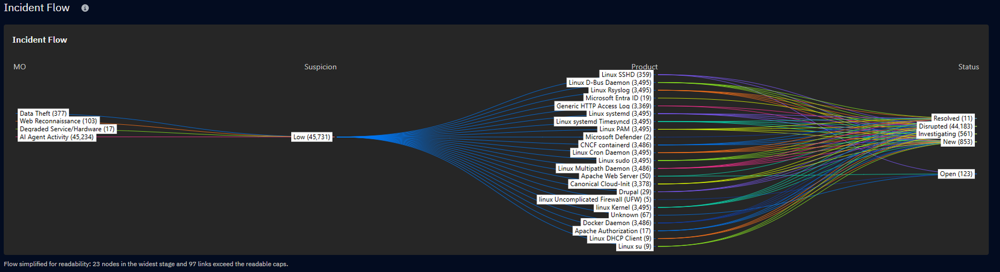 Incident Flow
Incident Flow
MO
Suspicion
Product
Status
Data Theft (377)
Web Reconnaissance (103)
Degraded Service/Hardware (17)
AI Agent Activity (45,234)
Low (45,731)
Linux SSHD (359)
Linux D-Bus Daemon (3,495)
Linux Rsyslog (3,495)
Microsoft Entra ID (19)
Generic HTTP Access Log (3,369)
Linux systemd (3,495)
Linux systemd Timesyncd (3,495)
Linux PAM (3,495)
Microsoft Defender (2)
CNCF containerd (3,486)
Linux Cron Daemon (3,495)
Linux sudo (3,495)
Linux Multipath Daemon (3,486)
Apache Web Server (50)
Canonical Cloud-Init (3,378)
Drupal (29)
linux Uncomplicated Firewall (UFW) (5)
linux Kernel (3,495)
Unknown (67)
Docker Daemon (3,486)
Apache Authorization (17)
Linux DHCP Client (9)
Linux su (9)
Resolved (11)
Disrupted (44,183)
Investigating (561)
New (853)
Open (123)
Flow simplified for readability: 23 nodes in the widest stage and 97 links exceed the readable caps.